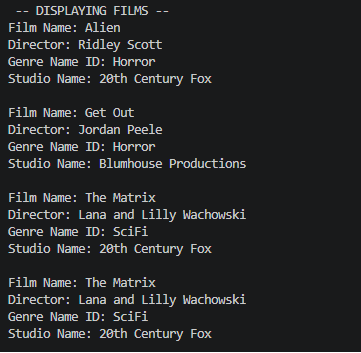 -- DISPLAYING FILMS --
Film Name: Alien
Director: Ridley Scott
Genre Name ID: Horror
Studio Name: 20th Century Fox
Film Name: Get Out
Director: Jordan Peele
Genre Name ID: Horror
Studio Name: Blumhouse Productions
Film Name: The Matrix
Director: Lana and Lilly Wachowski
Genre Name ID: SciFi
Studio Name: 20th Century Fox
Film Name: The Matrix
Director: Lana and Lilly Wachowski
Genre Name ID: SciFi
Studio Name: 20th Century Fox